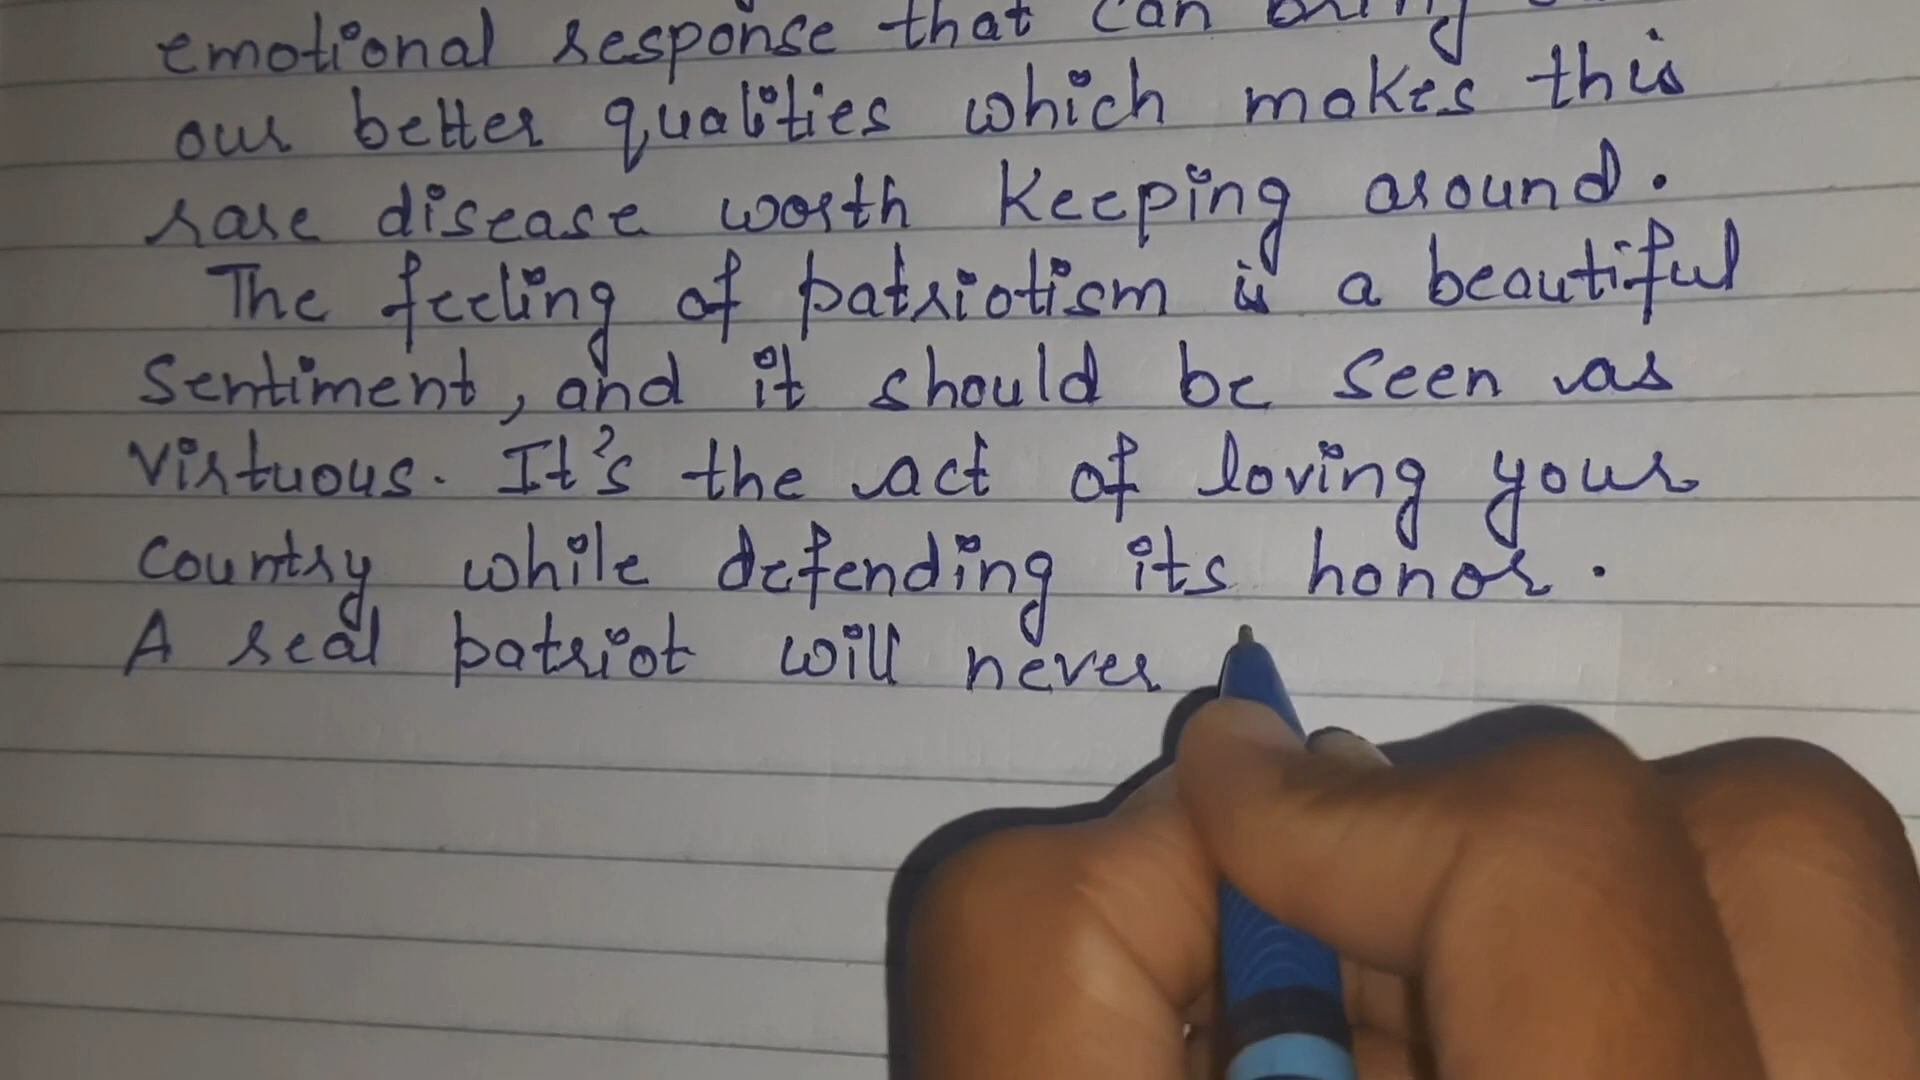 emotional response that can bring
our better qualities which makes this
rare disease worth keeping around.
The feeling of patriotism is a beautiful
sentiment, and it should be seen as
virtuous. It's the act of loving your
country while defending its honor.
A real patriot will never